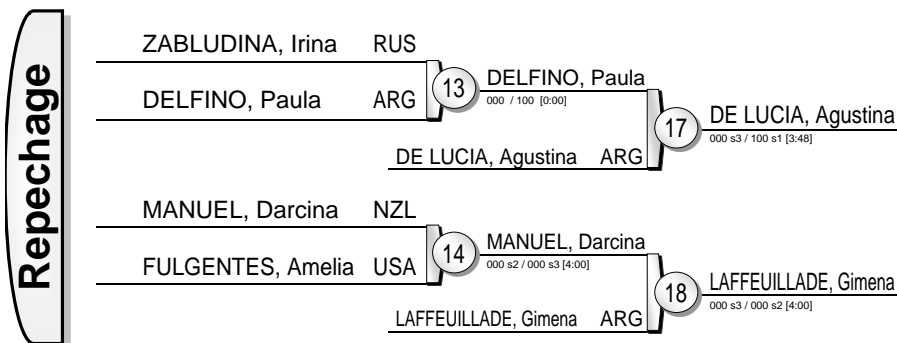 Repechage
ZABLUDINA, Irina RUS
DELFINO, Paula ARG
13
DELFINO, Paula
000 / 100 [0:00]
DE LUCIA, Agustina ARG
17
DE LUCIA, Agustina
000 s3 / 100 s1 [3:48]
MANUEL, Darcina NZL
FULGENTES, Amelia USA
14
MANUEL, Darcina
000 s2 / 000 s3 [4:00]
LAFFEUILLADE, Gimena ARG
18
LAFFEUILLADE, Gimena
000 s3 / 000 s2 [4:00]